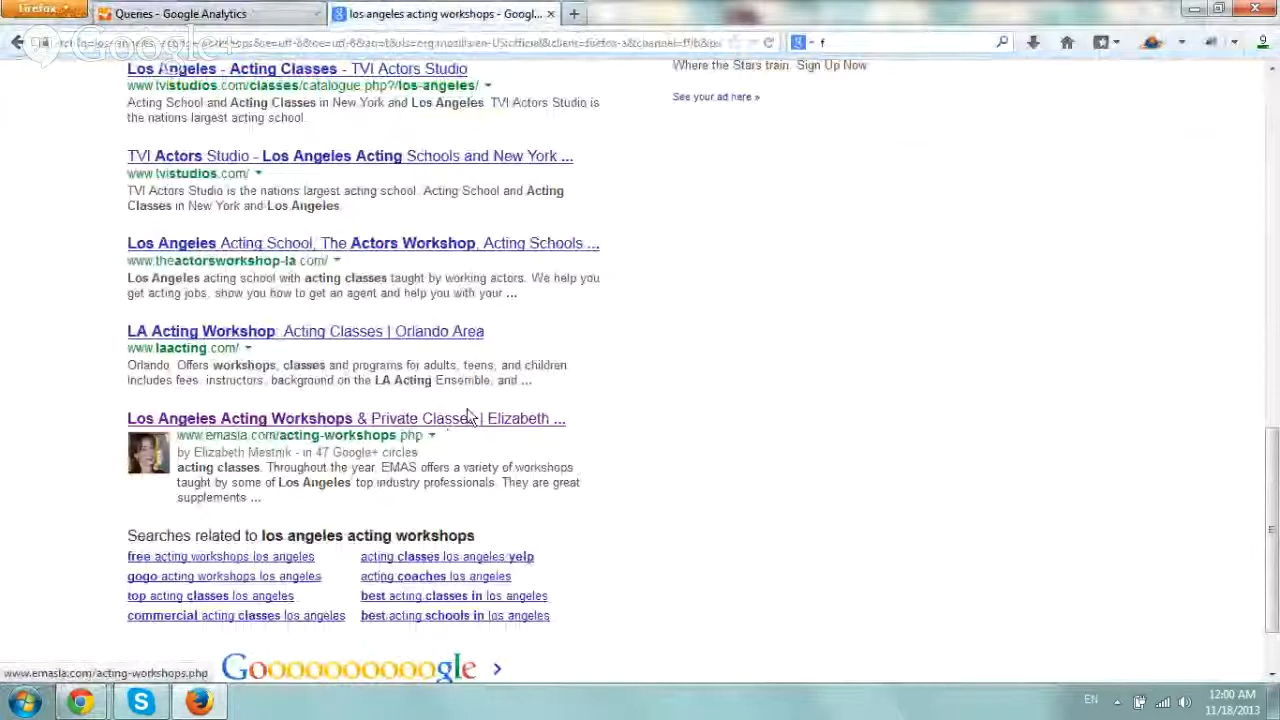 Firefox
Queries - Google Analytics
los angeles acting workshops - Googl...
Google+
f
9
Los Angeles - Acting Classes - TVI Actors Studio
www.tvistudios.com/classes/catalogue.php?/los-angeles/
Acting School and Acting Classes in New York and Los Angeles. TVI Actors Studio is
the nations largest acting school.
Where the Stars train. Sign Up Now
See your ad here »
TVI Actors Studio - Los Angeles Acting Schools and New York ...
www.tvistudios.com/
TVI Actors Studio is the nations largest acting school. Acting School and Acting
Classes in New York and Los Angeles.
Los Angeles Acting School, The Actors Workshop, Acting Schools ...
www.theactorsworkshop-la.com/
Los Angeles acting school with acting classes taught by working actors. We help you
get acting jobs, show you how to get an agent and help you with your ...
LA Acting Workshop: Acting Classes | Orlando Area
www.laacting.com/
Orlando. Offers workshops, classes and programs for adults, teens, and children.
Includes fees, instructors, background on the LA Acting Ensemble, and ...
Los Angeles Acting Workshops & Private Classes | Elizabeth ...
www.emasla.com/acting-workshops.php
by Elizabeth Mestnik - in 47 Google+ circles
acting classes. Throughout the year, EMAS offers a variety of workshops
taught by some of Los Angeles' top industry professionals. They are great
supplements ...
Searches related to los angeles acting workshops
free acting workshops los angeles
acting classes los angeles yelp
gogo acting workshops los angeles
acting coaches los angeles
top acting classes los angeles
best acting classes in los angeles
commercial acting classes los angeles
best acting schools in los angeles
Goooooooooogle
www.emasla.com/acting-workshops.php
EN
12:00 AM
11/18/2013